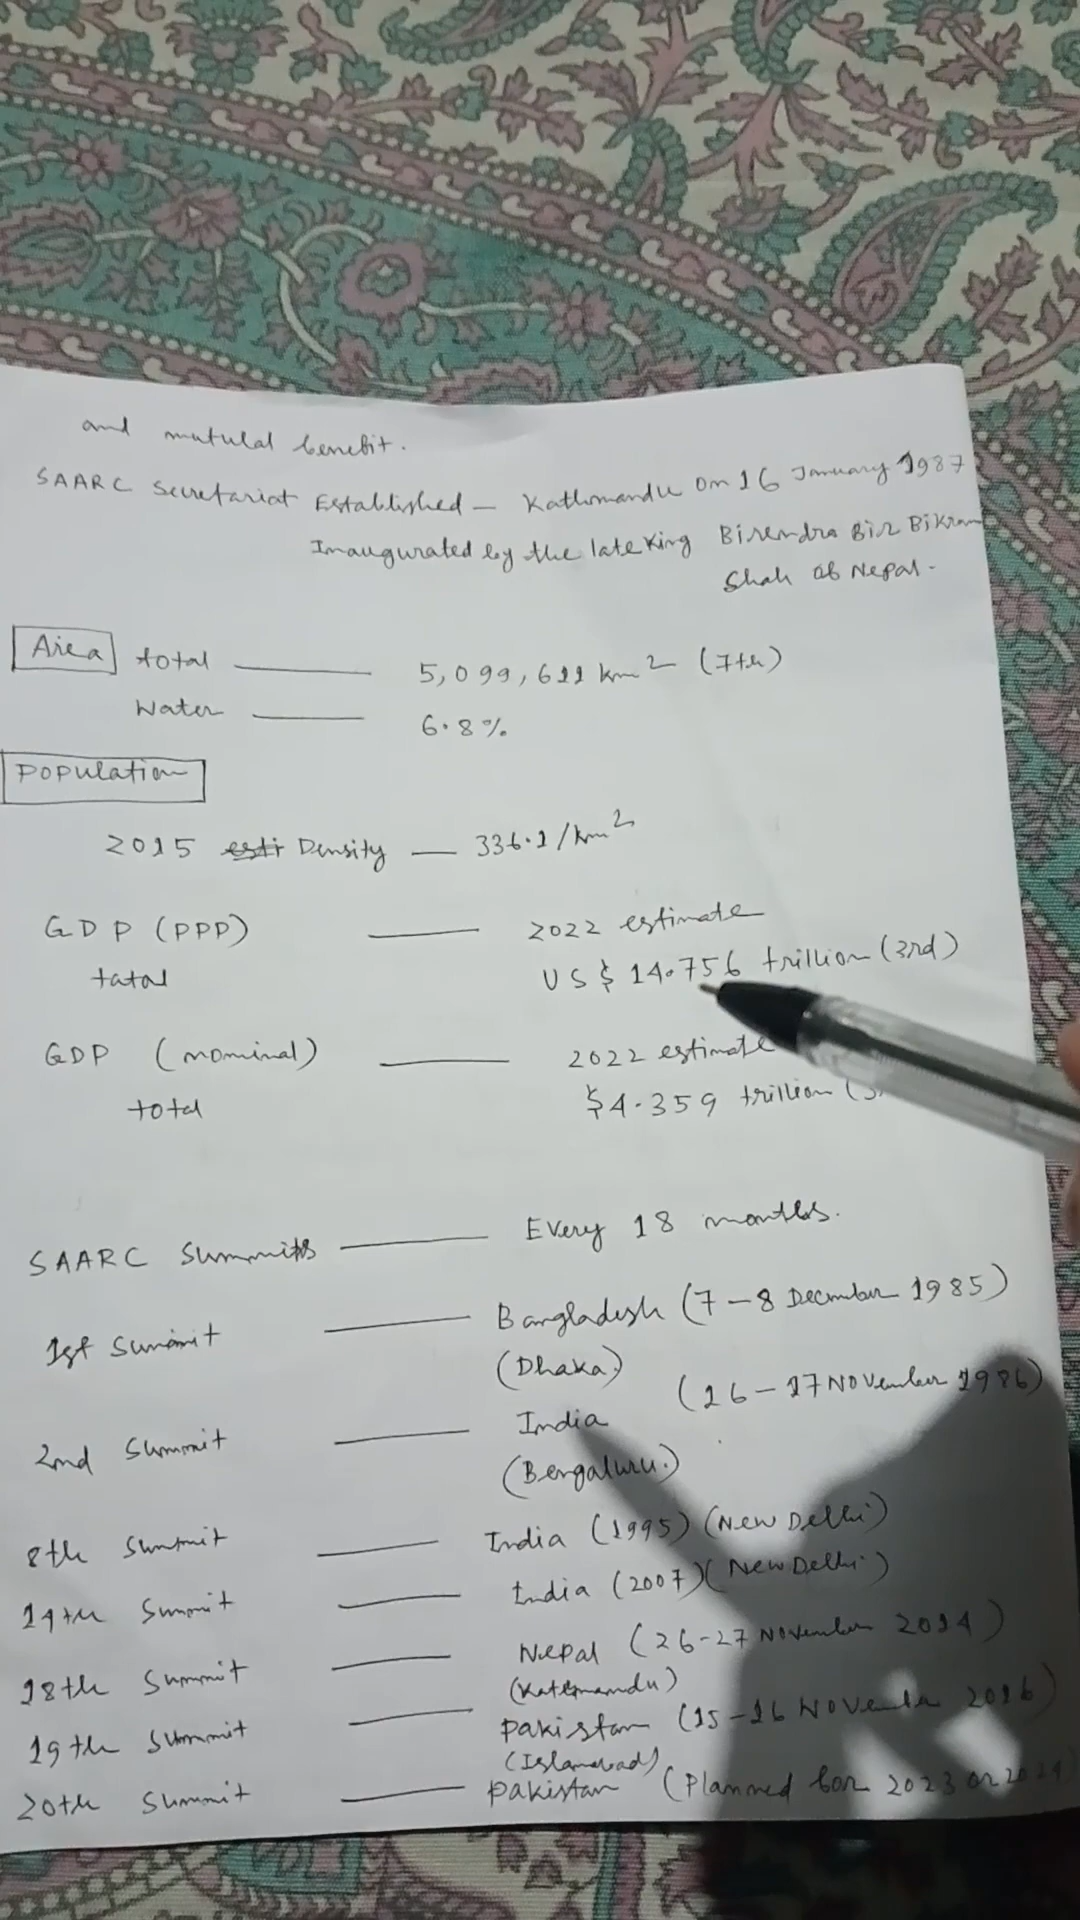 and mutulal benefit.
SAARC Secretariat Established — Kathmandu on 16 January 1987
Inaugurated by the late King Birendra Bir Bikram
Shah of Nepal.
Area total — 5,099,611 km² (7th)
Water — 6.8%
Population
2015 esti Density — 336.1/km²
GDP (PPP) — 2022 estimate
tatal US $ 14.756 trillion (3rd)
GDP (nominal) — 2022 estimate
total $4.359 trillion
SAARC Summits — Every 18 months.
1st Summit — Bangladesh (7-8 December 1985)
(Dhaka)
(16-17 November 1986)
2nd Summit — India
(Bengaluru.)
8th Summit — India (1995) (New Delhi)
14th Summit — India (2007) (New Delhi)
18th Summit — Nepal (26-27 November 2014)
(Katmandu)
19th Summit — Pakistan (15-16 November 2016)
(Islamabad)
20th Summit — Pakistan (Planned for 2023 or 2024)